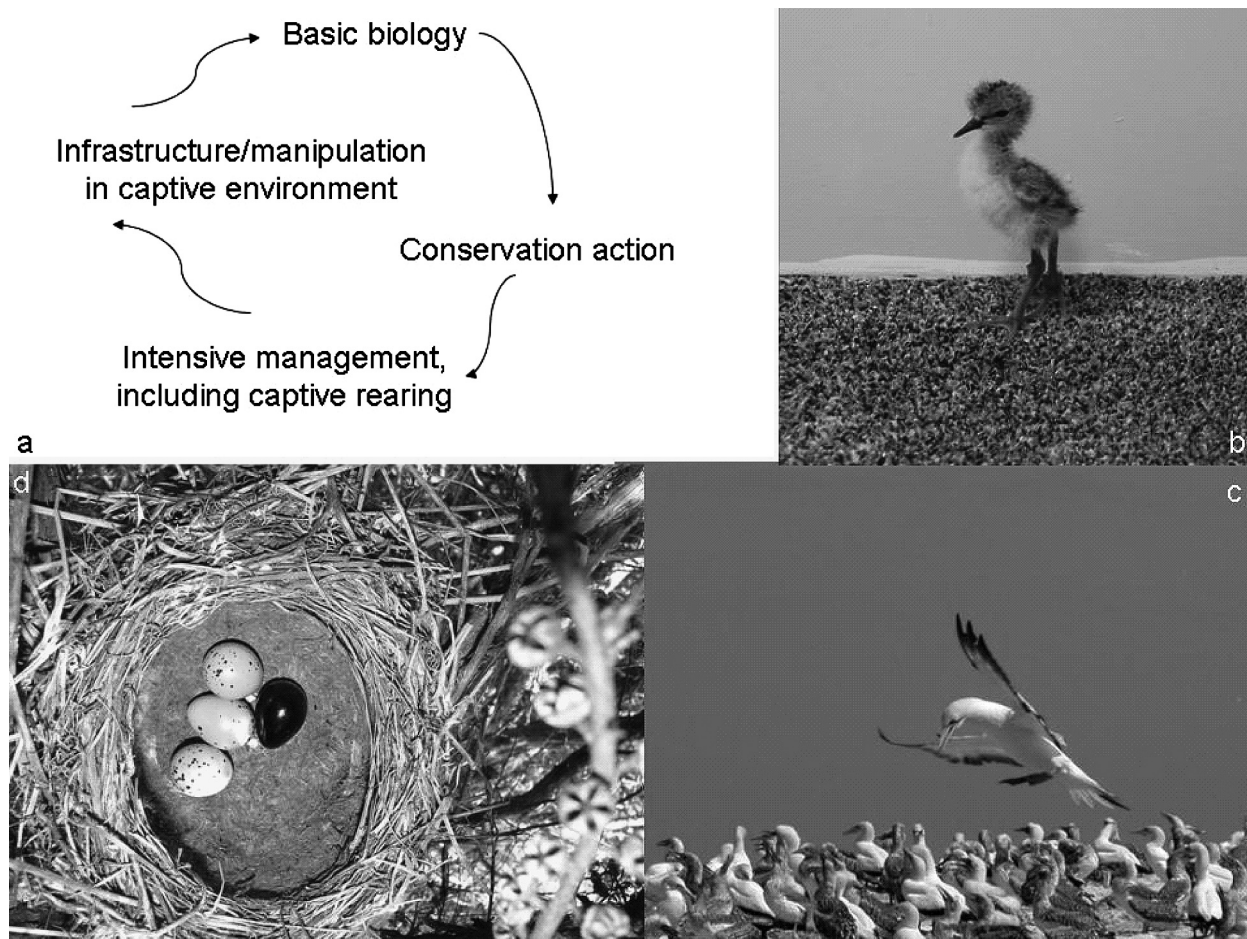 Basic biology
Infrastructure/manipulation
in captive environment
Conservation action
Intensive management,
including captive rearing
a
b
d
c